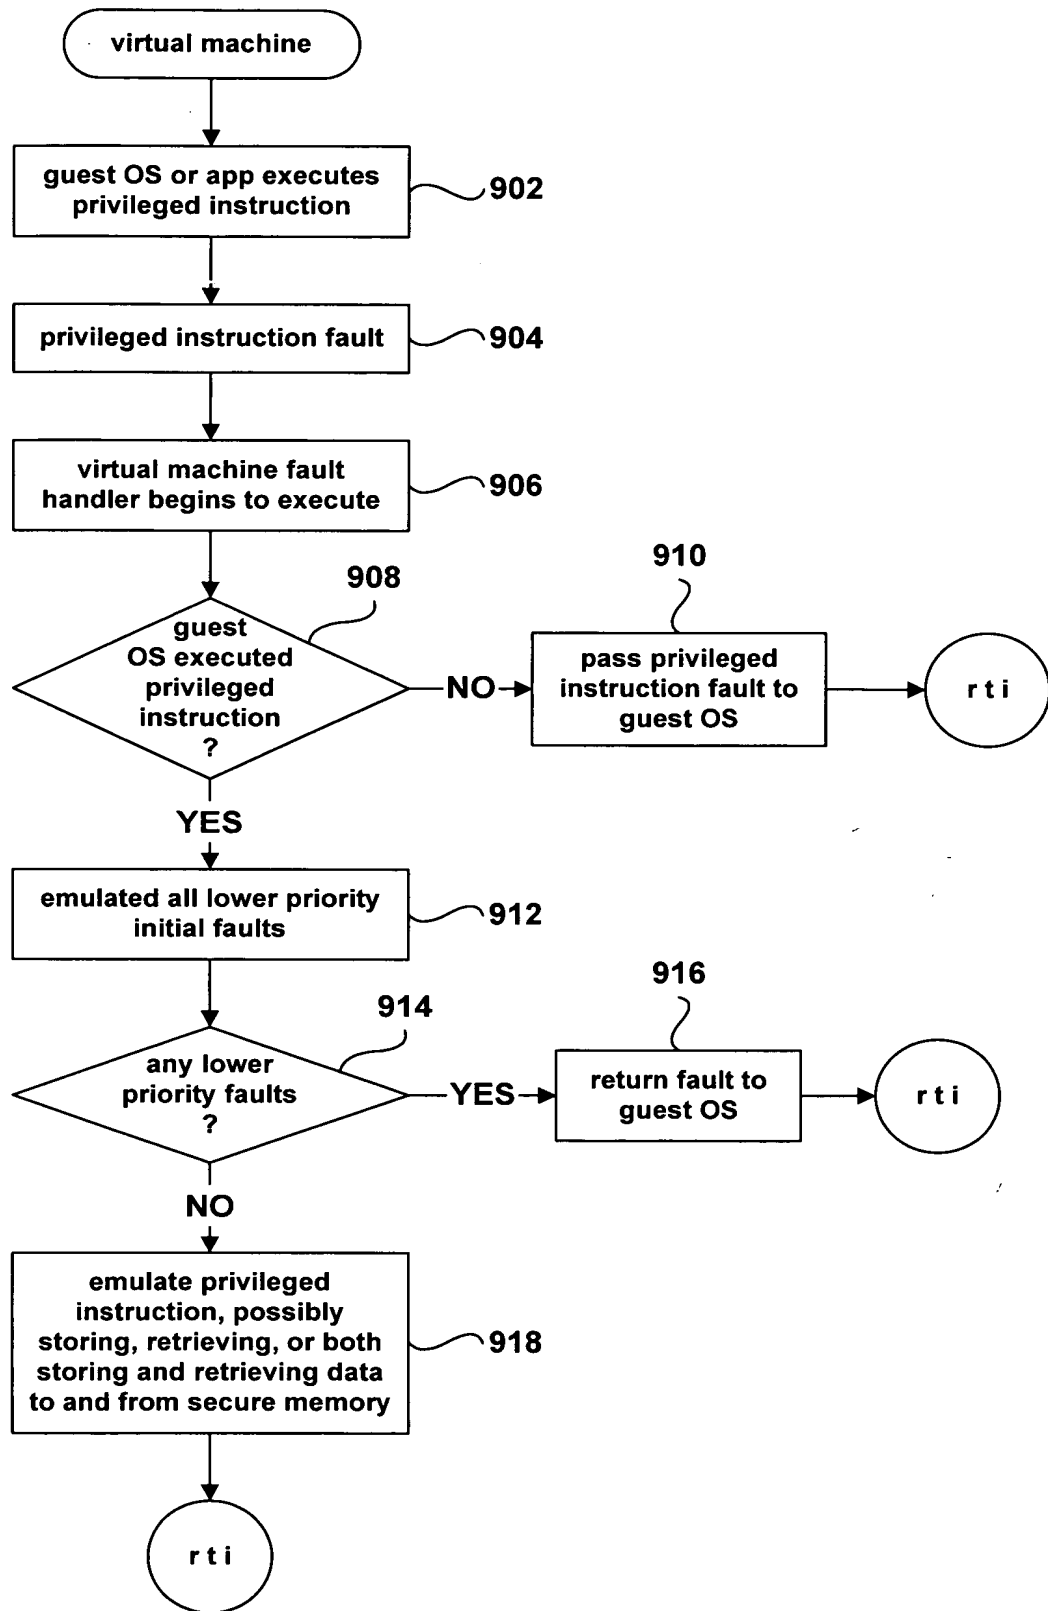 virtual machine
guest OS or app executes
privileged instruction
902
privileged instruction fault
904
virtual machine fault
handler begins to execute
906
908
guest
OS executed
privileged
instruction
?
NO
910
pass privileged
instruction fault to
guest OS
r t i
YES
emulated all lower priority
initial faults
912
914
any lower
priority faults
?
YES
916
return fault to
guest OS
r t i
NO
emulate privileged
instruction, possibly
storing, retrieving, or both
storing and retrieving data
to and from secure memory
918
r t i